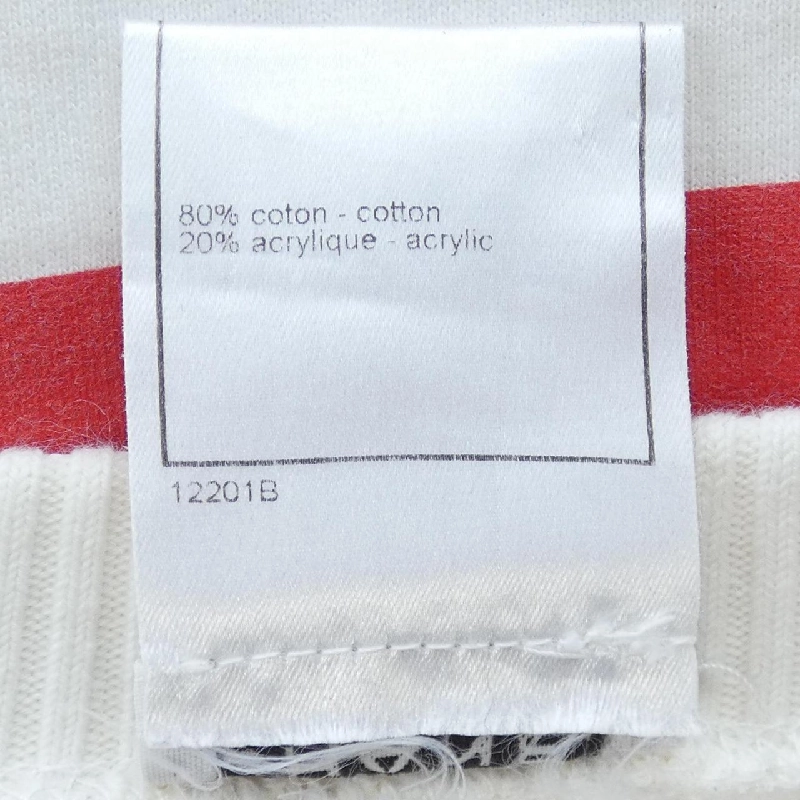 80% coton - cotton
20% acrylique - acrylic
12201B